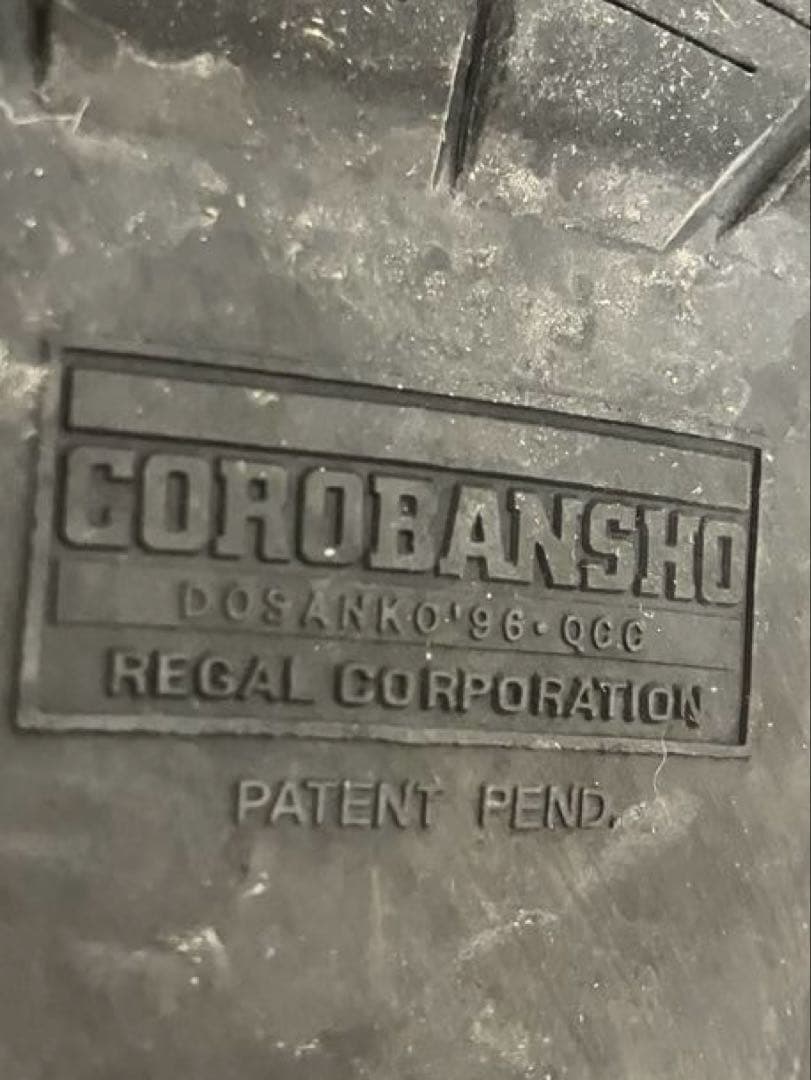 COROBANSHO
DOSANKO'96·QCC
REGAL CORPORATION
PATENT PEND.